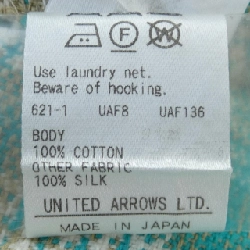 F
W
Use laundry net.
Beware of hooking.
621-1 UAF8 UAF136
BODY
100% COTTON
OTHER FABRIC
100% SILK
UNITED ARROWS LTD.
MADE IN JAPAN